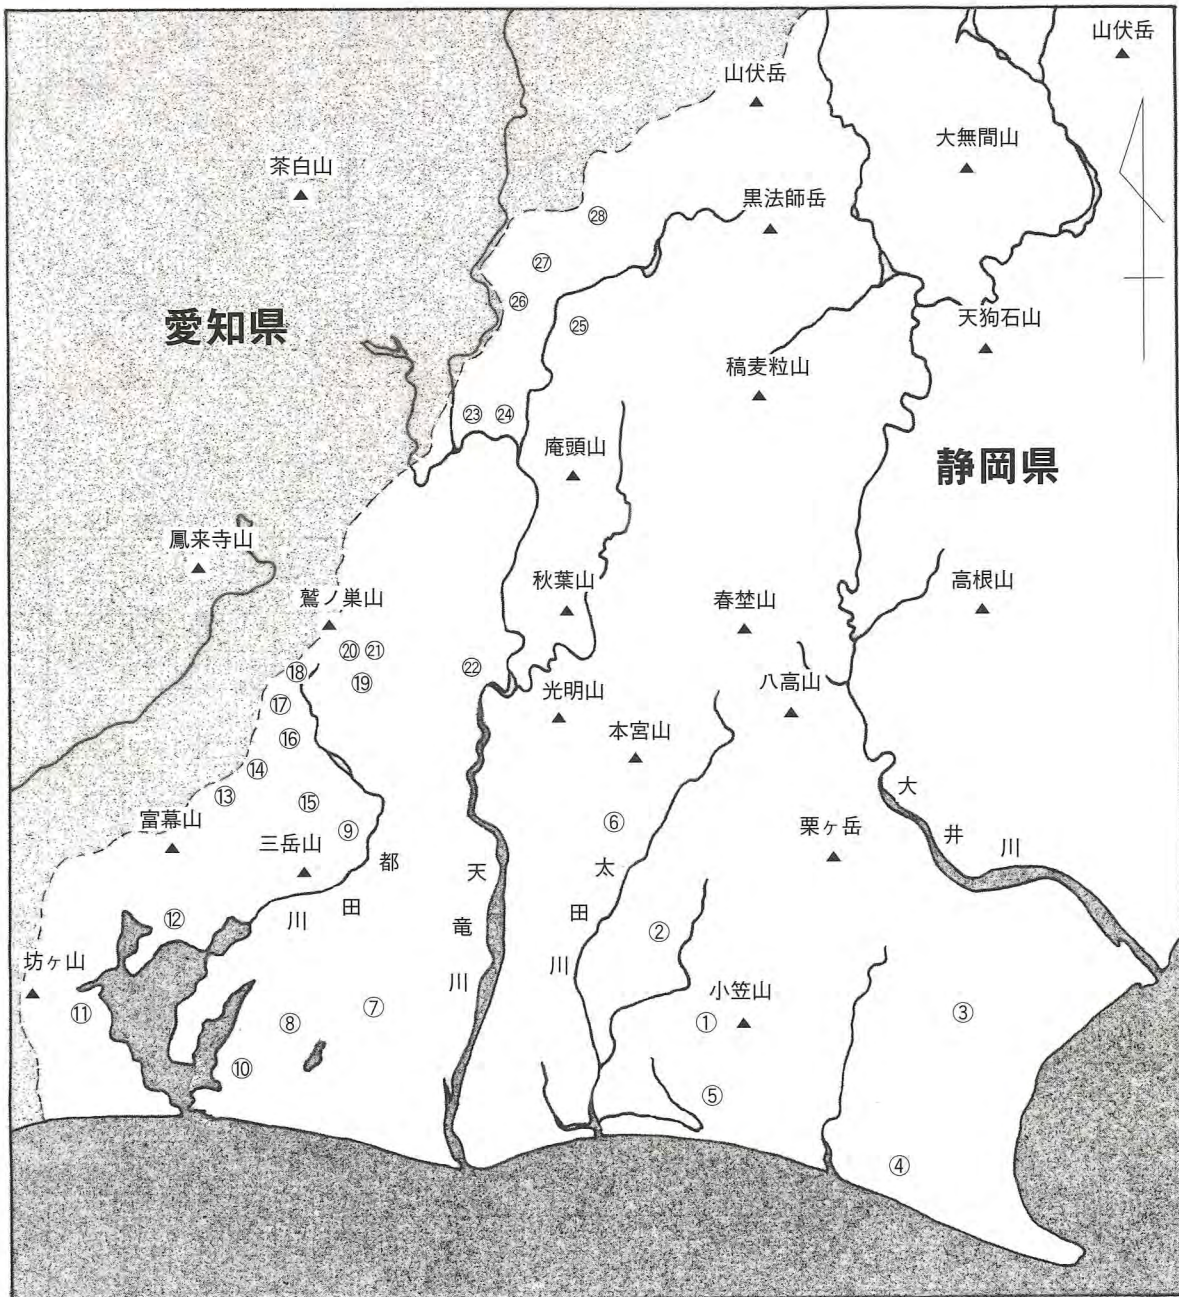 山伏岳
山伏岳
大無間山
茶臼山
黒法師岳
㉘
㉗
㉖
愛知県
㉕
天狗石山
稿麦粒山
㉓
㉔
庵頭山
静岡県
鳳来寺山
秋葉山
高根山
鷲ノ巣山
春埜山
⑳
㉑
㉒
⑱
⑲
光明山
八高山
⑰
本宮山
⑯
⑭
⑬
⑮
富幕山
三岳山
⑨
⑥
栗ヶ岳
大井川
都田川
天竜川
太田川
⑫
②
坊ヶ山
⑪
⑧
⑦
小笠山
①
③
⑩
⑤
④